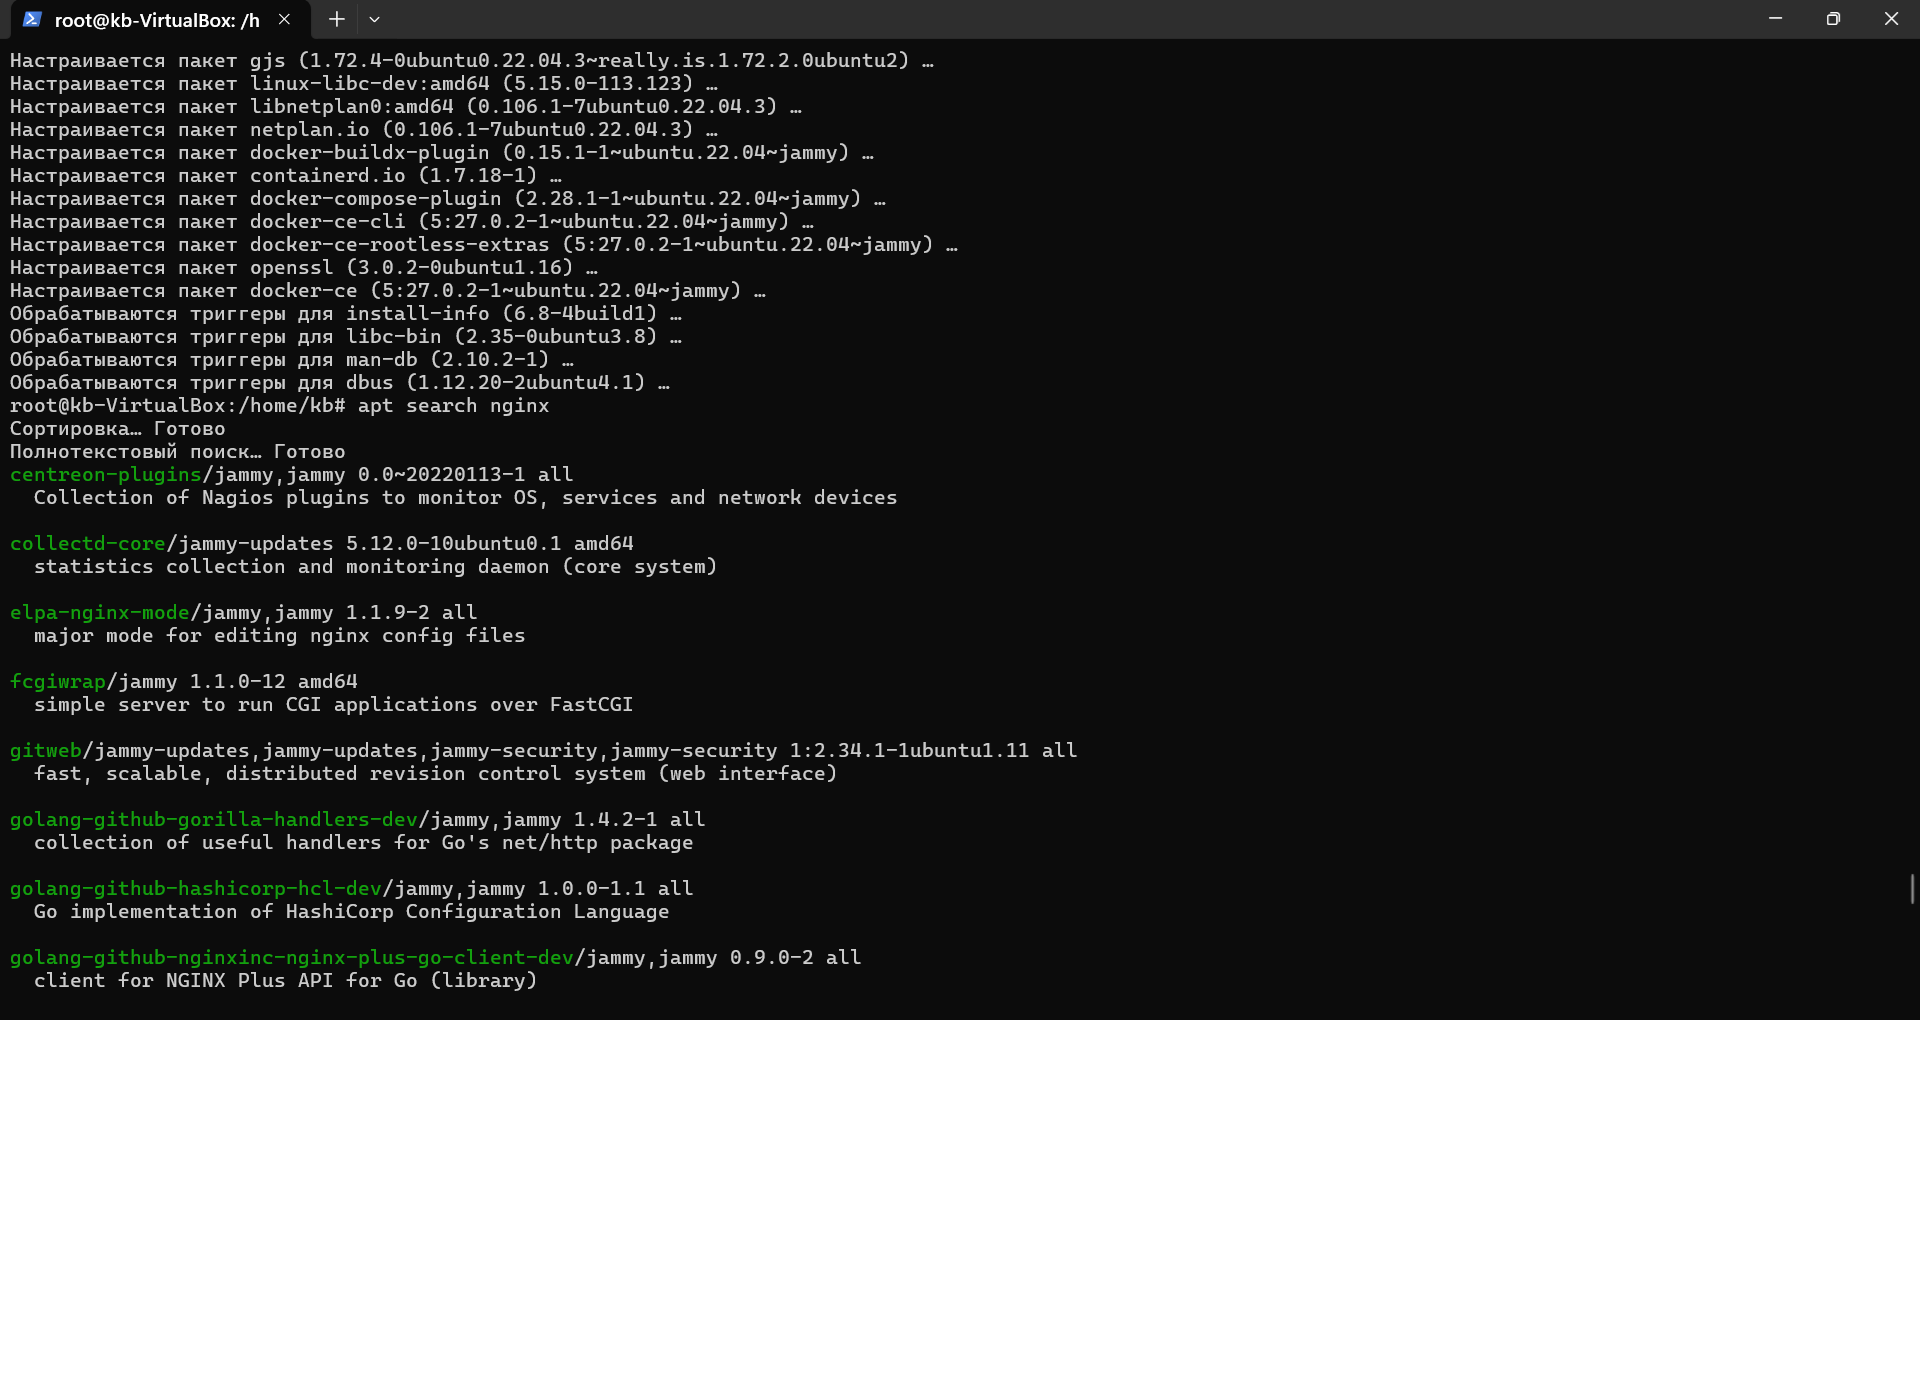 root@kb-VirtualBox: /h
Настраивается пакет gjs (1.72.4-0ubuntu0.22.04.3~really.is.1.72.2.0ubuntu2) …
Настраивается пакет linux-libc-dev:amd64 (5.15.0-113.123) …
Настраивается пакет libnetplan0:amd64 (0.106.1-7ubuntu0.22.04.3) …
Настраивается пакет netplan.io (0.106.1-7ubuntu0.22.04.3) …
Настраивается пакет docker-buildx-plugin (0.15.1-1~ubuntu.22.04~jammy) …
Настраивается пакет containerd.io (1.7.18-1) …
Настраивается пакет docker-compose-plugin (2.28.1-1~ubuntu.22.04~jammy) …
Настраивается пакет docker-ce-cli (5:27.0.2-1~ubuntu.22.04~jammy) …
Настраивается пакет docker-ce-rootless-extras (5:27.0.2-1~ubuntu.22.04~jammy) …
Настраивается пакет openssl (3.0.2-0ubuntu1.16) …
Настраивается пакет docker-ce (5:27.0.2-1~ubuntu.22.04~jammy) …
Обрабатываются триггеры для install-info (6.8-4build1) …
Обрабатываются триггеры для libc-bin (2.35-0ubuntu3.8) …
Обрабатываются триггеры для man-db (2.10.2-1) …
Обрабатываются триггеры для dbus (1.12.20-2ubuntu4.1) …
root@kb-VirtualBox:/home/kb# apt search nginx
Сортировка… Готово
Полнотекстовый поиск… Готово
centreon-plugins/jammy,jammy 0.0~20220113-1 all
  Collection of Nagios plugins to monitor OS, services and network devices
collectd-core/jammy-updates 5.12.0-10ubuntu0.1 amd64
  statistics collection and monitoring daemon (core system)
elpa-nginx-mode/jammy,jammy 1.1.9-2 all
  major mode for editing nginx config files
fcgiwrap/jammy 1.1.0-12 amd64
  simple server to run CGI applications over FastCGI
gitweb/jammy-updates,jammy-updates,jammy-security,jammy-security 1:2.34.1-1ubuntu1.11 all
  fast, scalable, distributed revision control system (web interface)
golang-github-gorilla-handlers-dev/jammy,jammy 1.4.2-1 all
  collection of useful handlers for Go's net/http package
golang-github-hashicorp-hcl-dev/jammy,jammy 1.0.0-1.1 all
  Go implementation of HashiCorp Configuration Language
golang-github-nginxinc-nginx-plus-go-client-dev/jammy,jammy 0.9.0-2 all
  client for NGINX Plus API for Go (library)